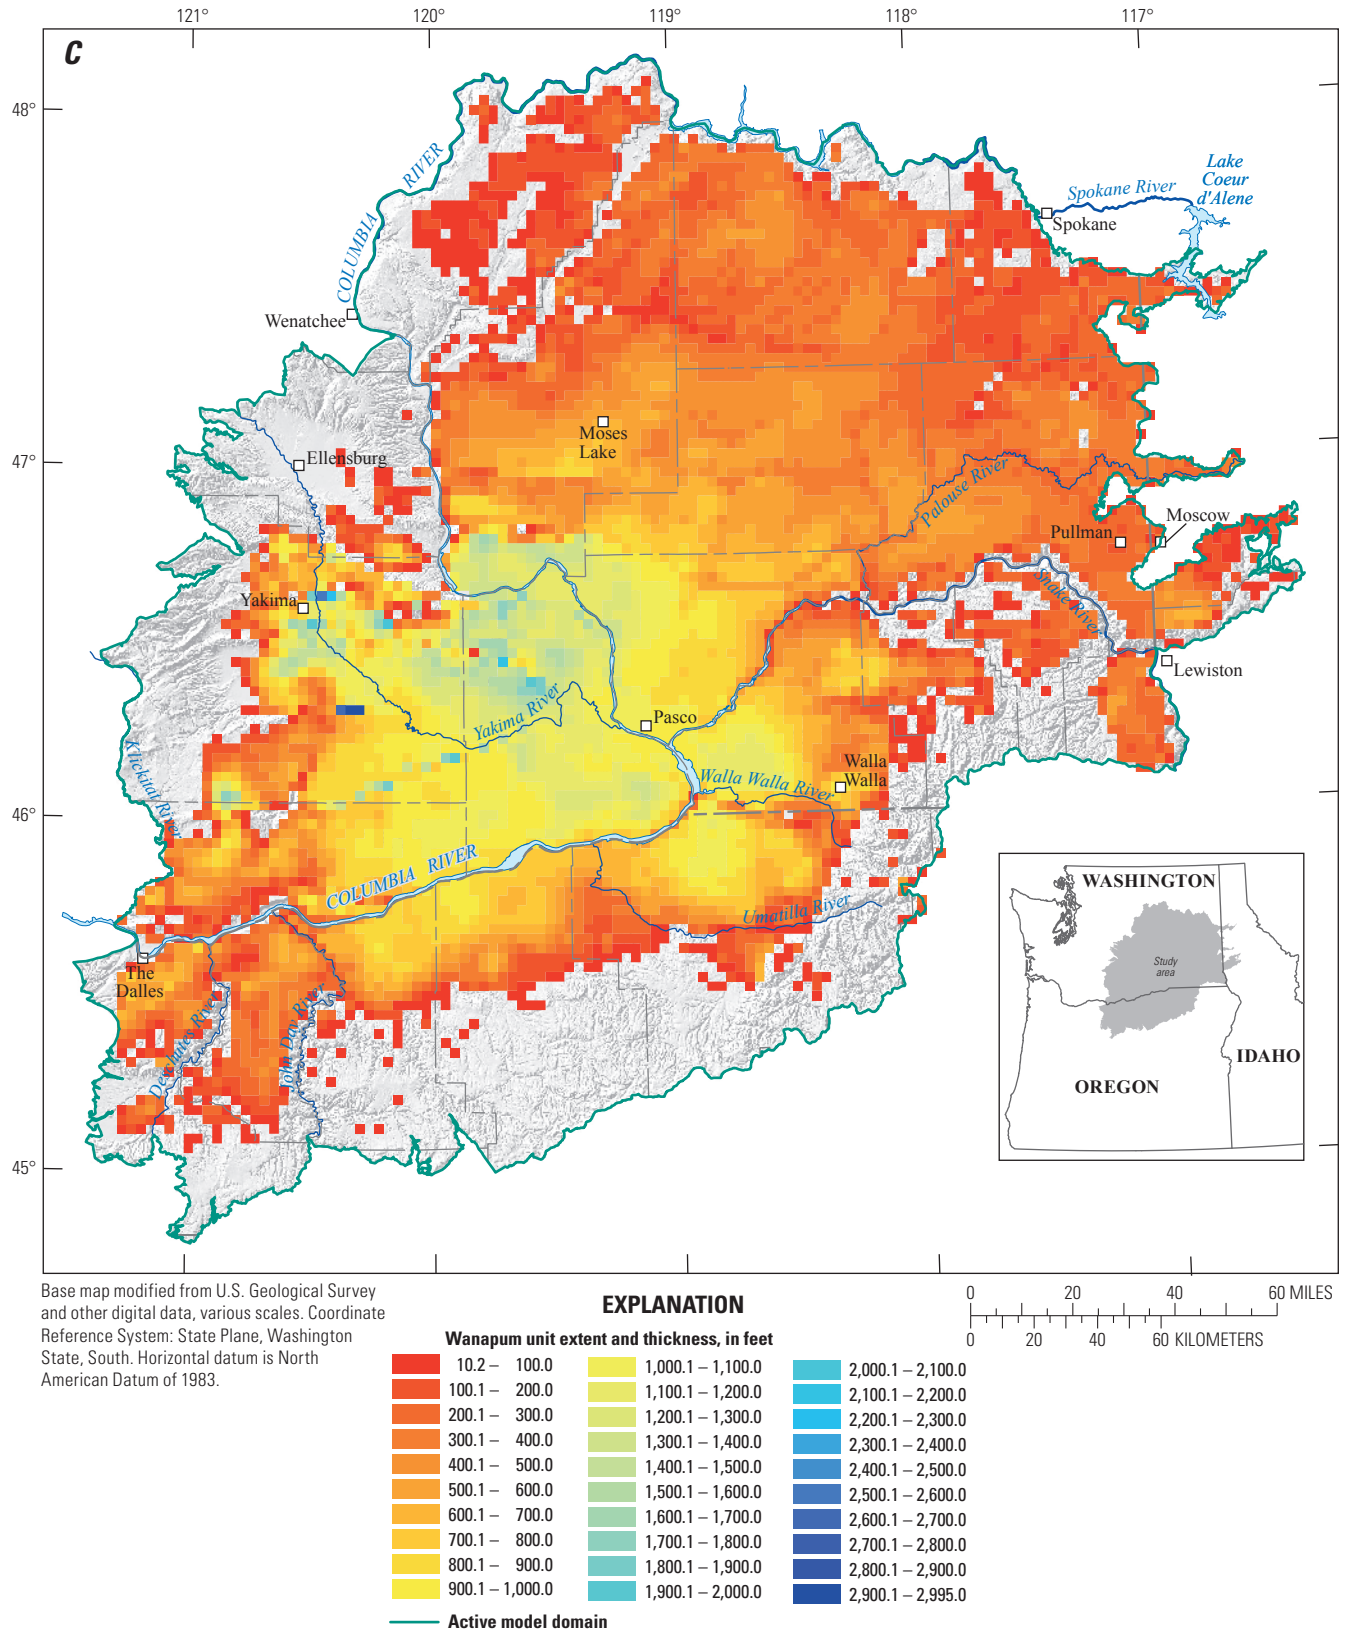 121°
120°
119°
118°
117°
C
48°
47°
46°
45°
COLUMBIA RIVER
Lake
Coeur
d'Alene
Spokane River
Spokane
Wenatchee
Moses
Lake
Ellensburg
Palouse River
Pullman
Moscow
Snake River
Yakima
Lewiston
Yakima River
Pasco
Klickitat River
Walla
Walla
Walla Walla River
COLUMBIA RIVER
Umatilla River
The
Dalles
Deschutes River
John Day River
WASHINGTON
Study
area
IDAHO
OREGON
Base map modified from U.S. Geological Survey
and other digital data, various scales. Coordinate
Reference System: State Plane, Washington
State, South. Horizontal datum is North
American Datum of 1983.
0 20 40 60 MILES
0 20 40 60 KILOMETERS
EXPLANATION
Wanapum unit extent and thickness, in feet
10.2 – 100.0
100.1 – 200.0
200.1 – 300.0
300.1 – 400.0
400.1 – 500.0
500.1 – 600.0
600.1 – 700.0
700.1 – 800.0
800.1 – 900.0
900.1 – 1,000.0
1,000.1 – 1,100.0
1,100.1 – 1,200.0
1,200.1 – 1,300.0
1,300.1 – 1,400.0
1,400.1 – 1,500.0
1,500.1 – 1,600.0
1,600.1 – 1,700.0
1,700.1 – 1,800.0
1,800.1 – 1,900.0
1,900.1 – 2,000.0
2,000.1 – 2,100.0
2,100.1 – 2,200.0
2,200.1 – 2,300.0
2,300.1 – 2,400.0
2,400.1 – 2,500.0
2,500.1 – 2,600.0
2,600.1 – 2,700.0
2,700.1 – 2,800.0
2,800.1 – 2,900.0
2,900.1 – 2,995.0
Active model domain